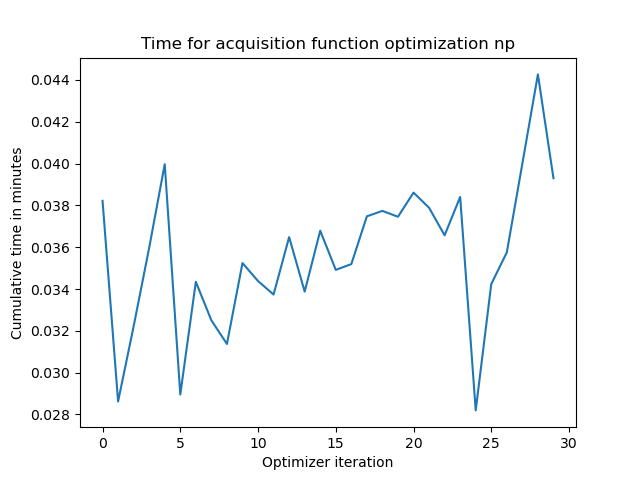 Time for acquisition function optimization np
Cumulative time in minutes
0.044
0.042
0.040
0.038
0.036
0.034
0.032
0.030
0.028
0 5 10 15 20 25 30
Optimizer iteration